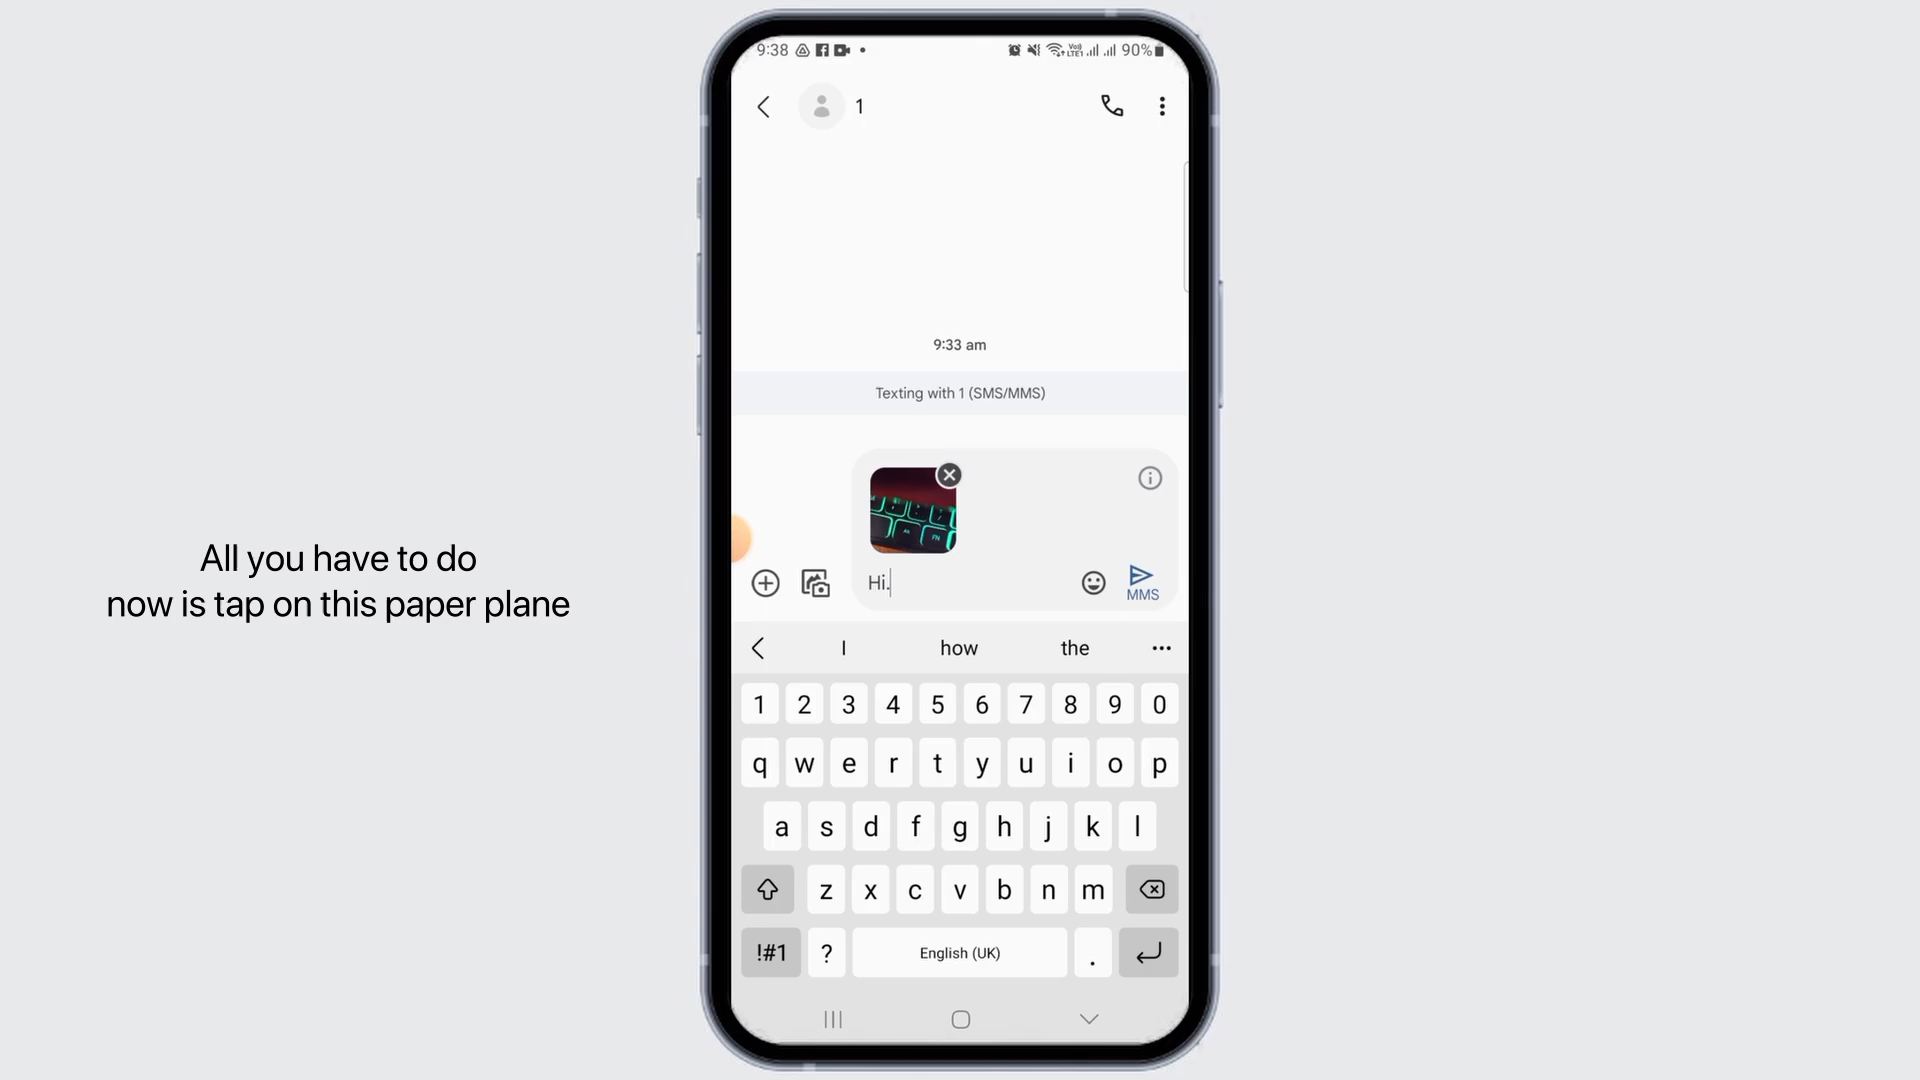 9:38
Vo)
LTE1
90%
1
9:33 am
Texting with 1 (SMS/MMS)
All you have to do
now is tap on this paper plane
Hi.
MMS
I how the
1 2 3 4 5 6 7 8 9 0
q w e r t y u i o p
a s d f g h j k l
z x c v b n m
!#1 ? English (UK) .